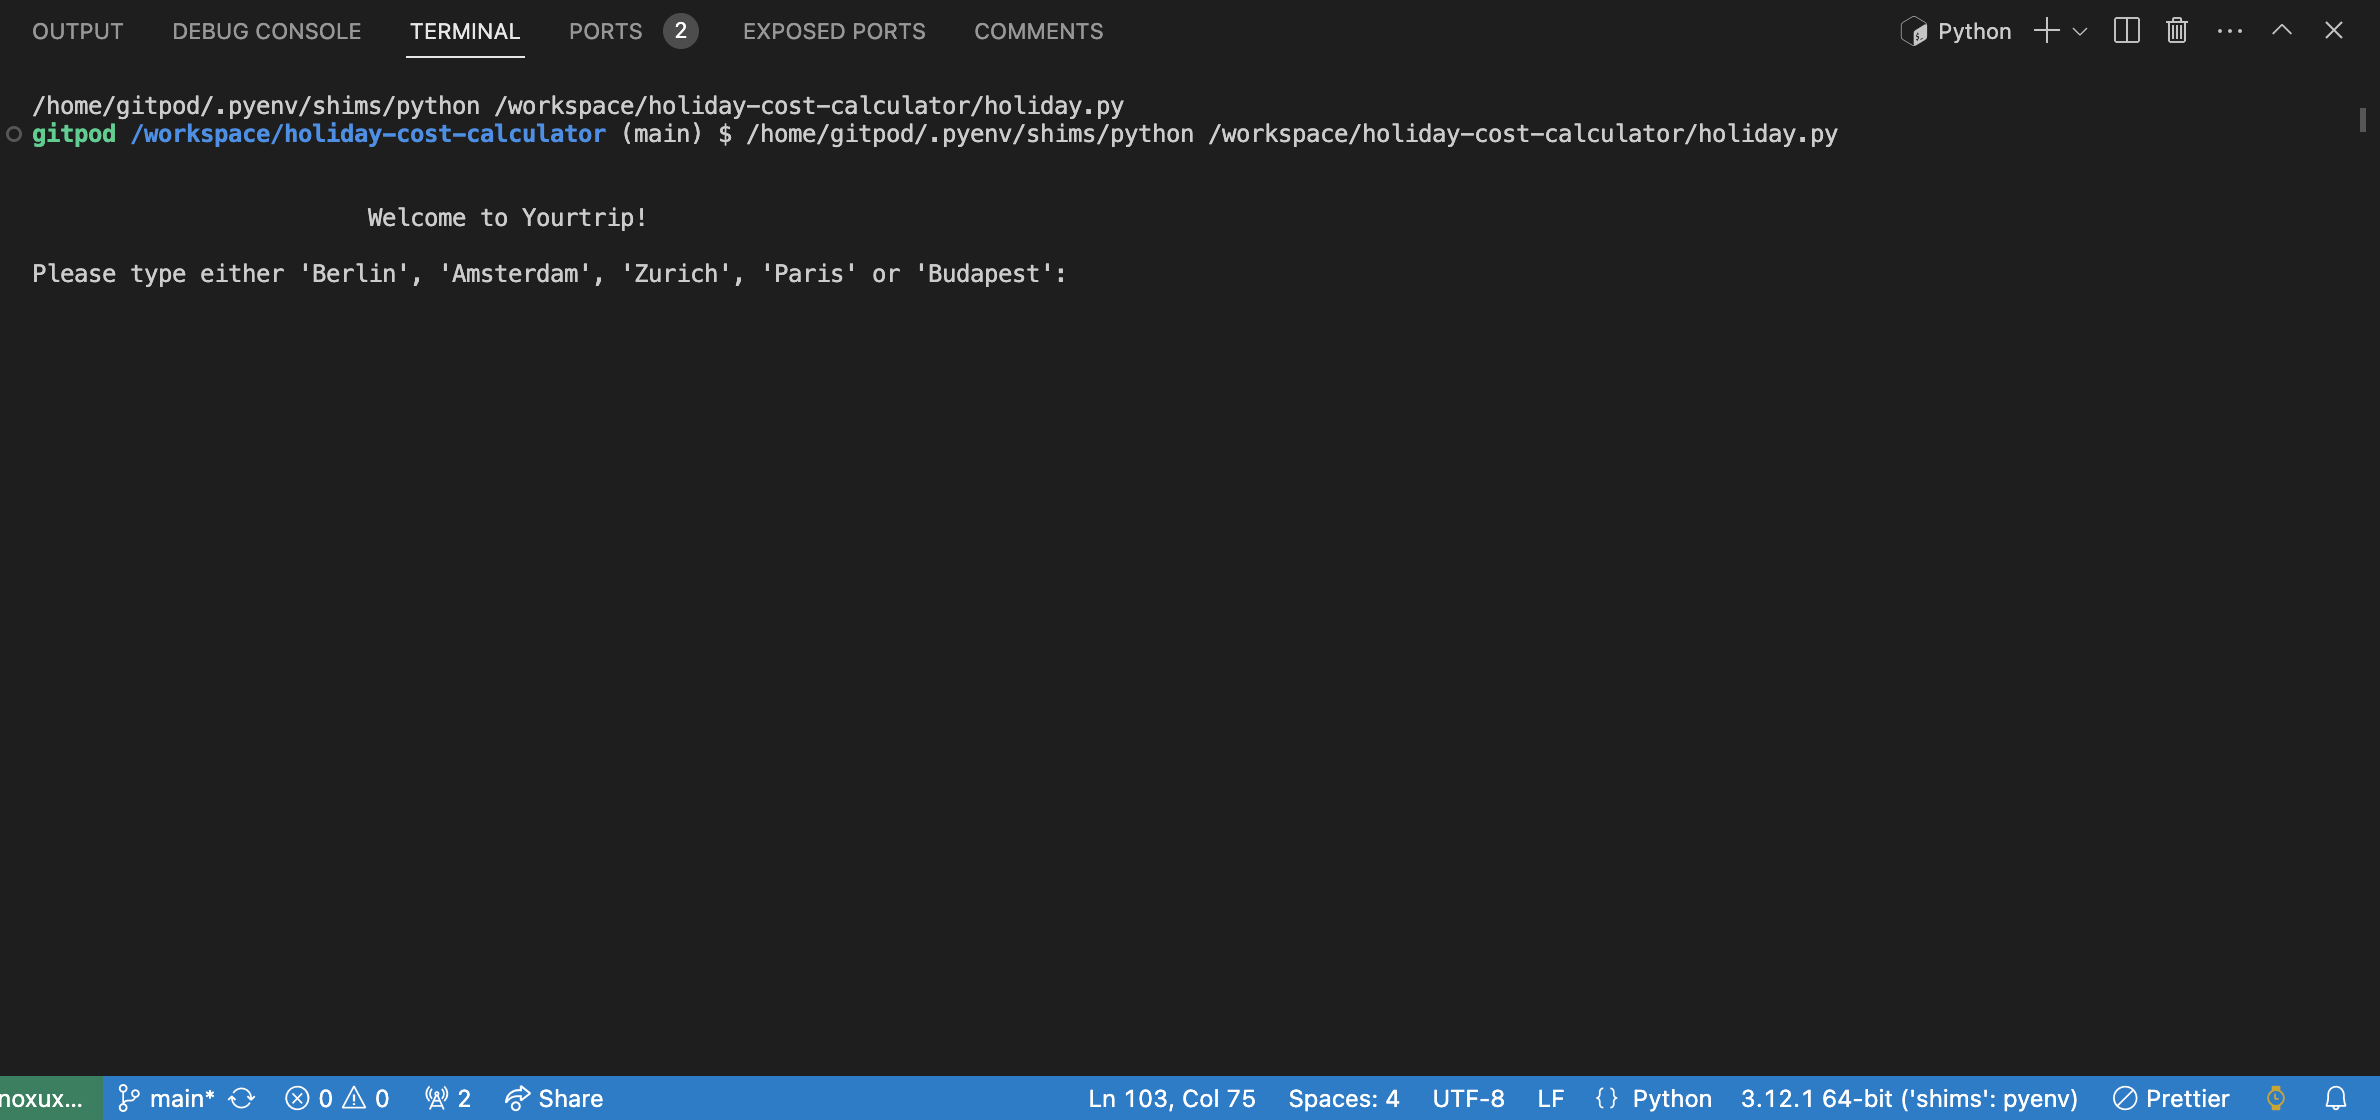 OUTPUT DEBUG CONSOLE TERMINAL PORTS 2 EXPOSED PORTS COMMENTS Python
/home/gitpod/.pyenv/shims/python /workspace/holiday-cost-calculator/holiday.py
gitpod /workspace/holiday-cost-calculator (main) $ /home/gitpod/.pyenv/shims/python /workspace/holiday-cost-calculator/holiday.py
Welcome to Yourtrip!
Please type either 'Berlin', 'Amsterdam', 'Zurich', 'Paris' or 'Budapest':
noxux... main* 0 0 2 Share Ln 103, Col 75 Spaces: 4 UTF-8 LF {} Python 3.12.1 64-bit ('shims': pyenv) Prettier